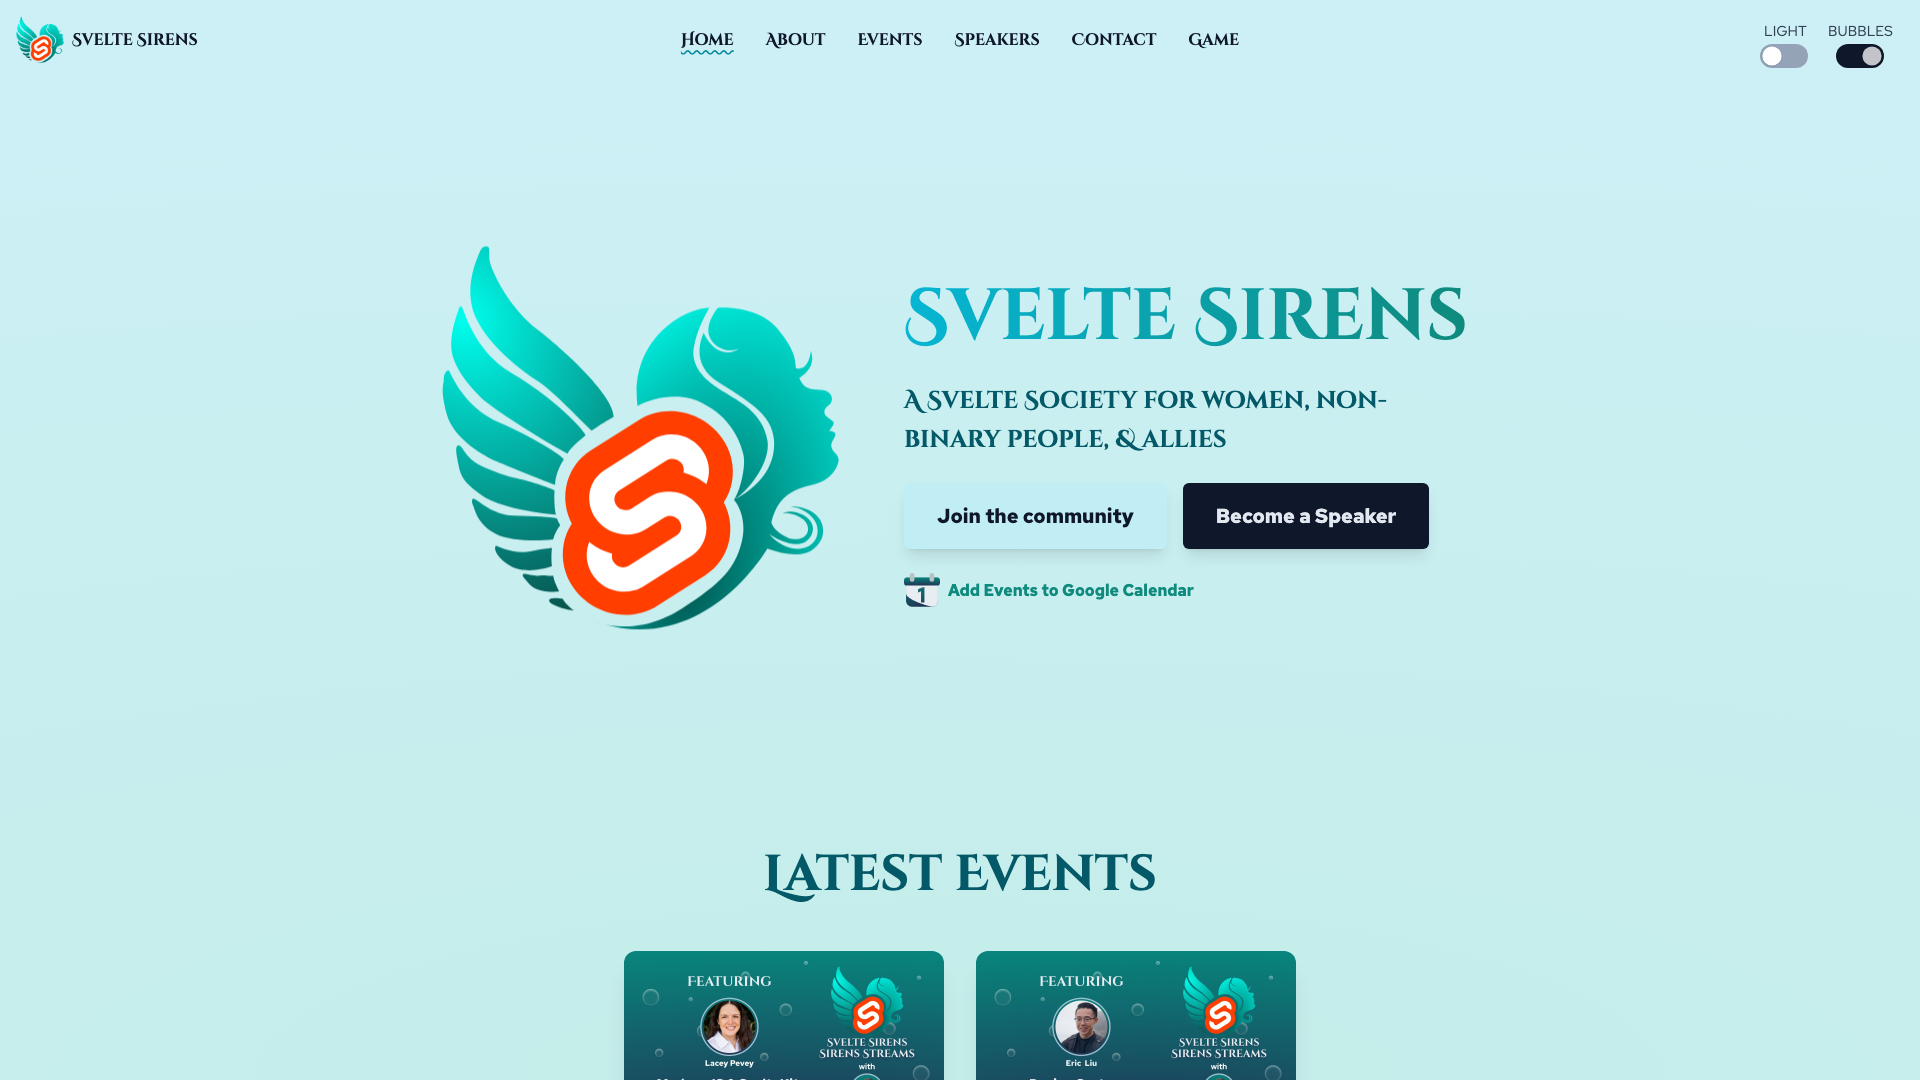 Svelte Sirens
Home
About
Events
Speakers
Contact
Game
LIGHT
BUBBLES
Svelte Sirens
A Svelte Society for women, non-
binary people, & allies
Join the community
Become a Speaker
1
Add Events to Google Calendar
Latest Events
Featuring
Lacey Pevey
Svelte Sirens
Sirens Streams
with
Featuring
Eric Liu
Svelte Sirens
Sirens Streams
with